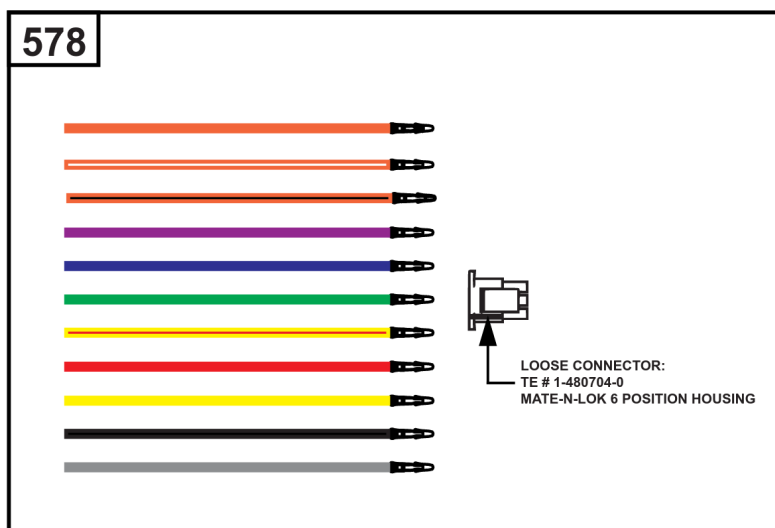 578
LOOSE CONNECTOR:
TE # 1-480704-0
MATE-N-LOK 6 POSITION HOUSING